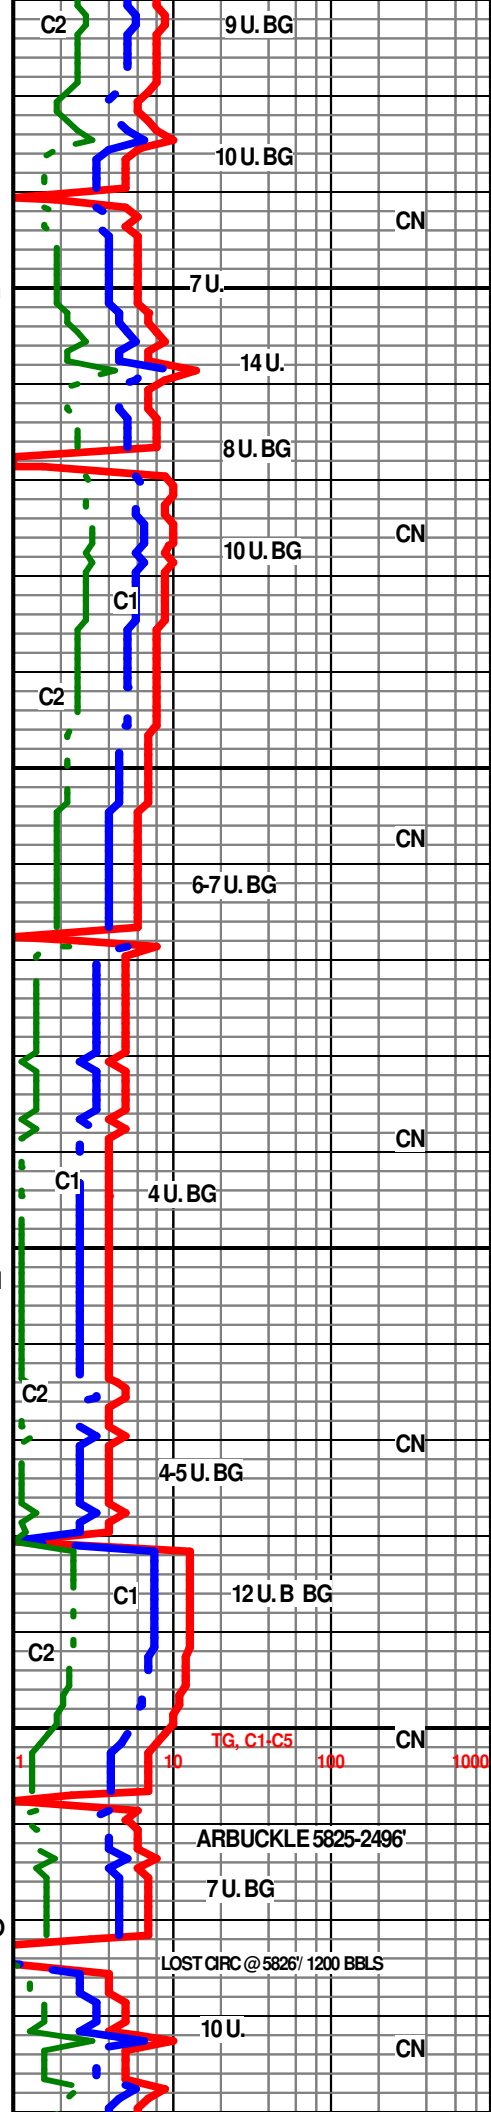 C2 9 U. BG
10 U. BG
CN
7 U.
14 U.
8 U. BG
CN
10 U. BG
C1
C2
CN
6-7 U. BG
CN
C1
4 U. BG
C2
CN
4-5 U. BG
C1 12 U. B BG
C2
TG, C1-C5 CN
1 10 100 1000
ARBUCKLE 5825-2496'
7 U. BG
LOST CIRC @ 5826'/ 1200 BBLS
10 U.
CN